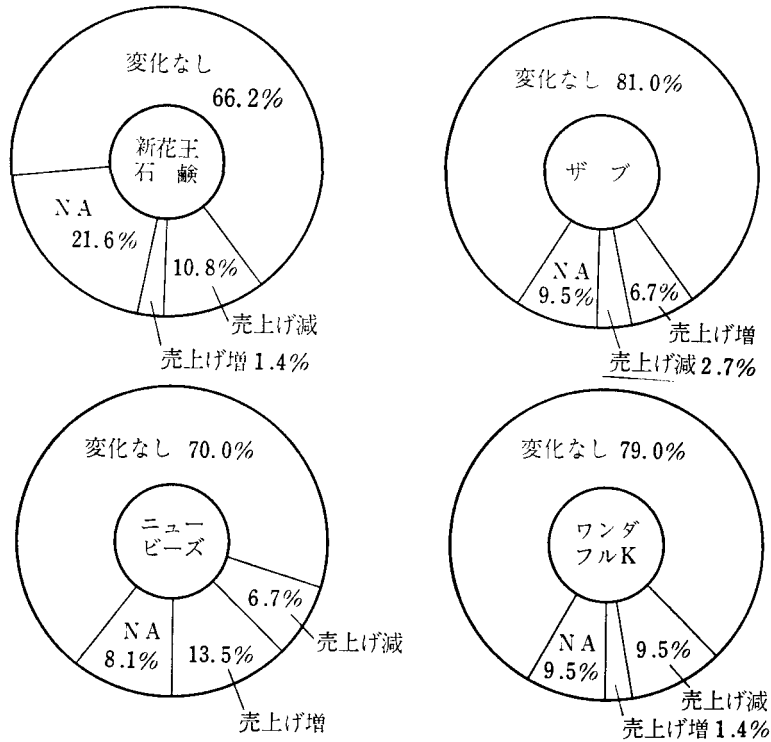 変化なし
66.2%
新花王
石鹸
NA
21.6%
10.8%
売上げ減
売上げ増 1.4%
変化なし 81.0%
ザブ
NA
9.5%
6.7%
売上げ増
売上げ減 2.7%
変化なし 70.0%
ニュー
ビーズ
6.7%
NA
8.1%
13.5%
売上げ減
売上げ増
変化なし 79.0%
ワンダ
フルK
NA
9.5%
9.5%
売上げ減
売上げ増 1.4%